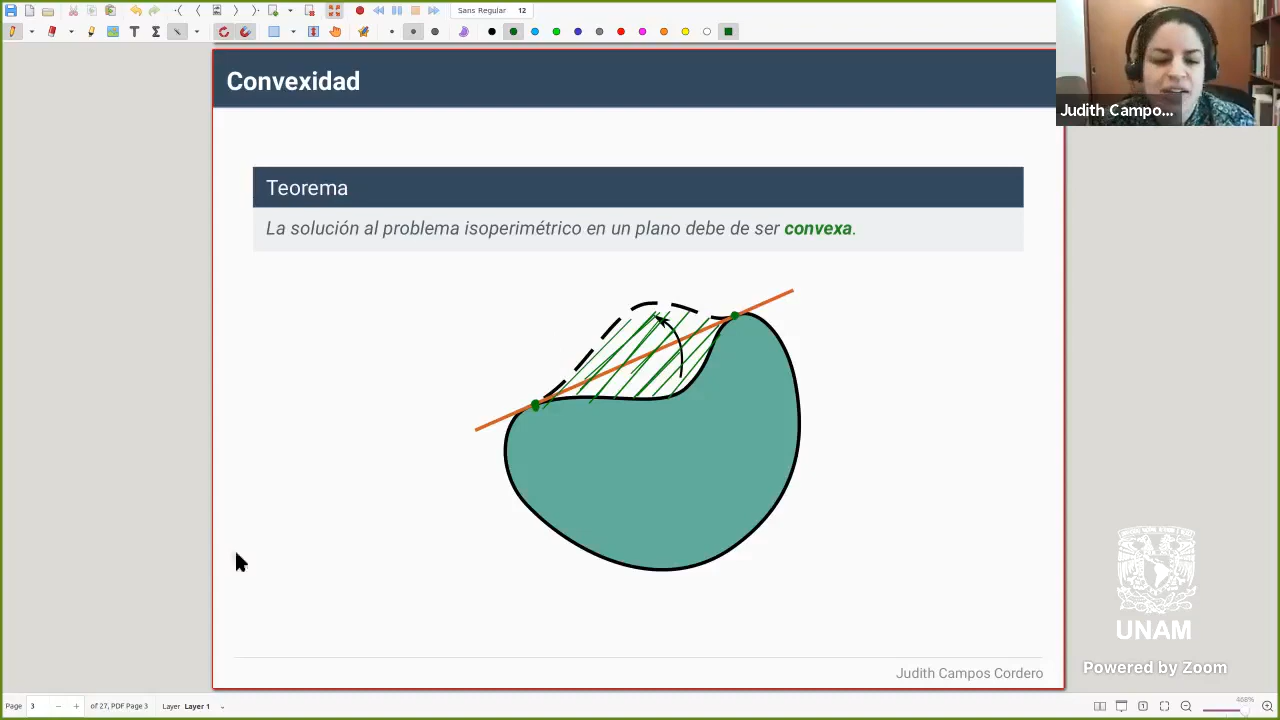 Sans Regular 12
Convexidad
Judith Campo...
Teorema
La solución al problema isoperimétrico en un plano debe de ser convexa.
UNAM
Powered by Zoom
Judith Campos Cordero
Page 3 of 27, PDF Page 3 Layer Layer 1
468%